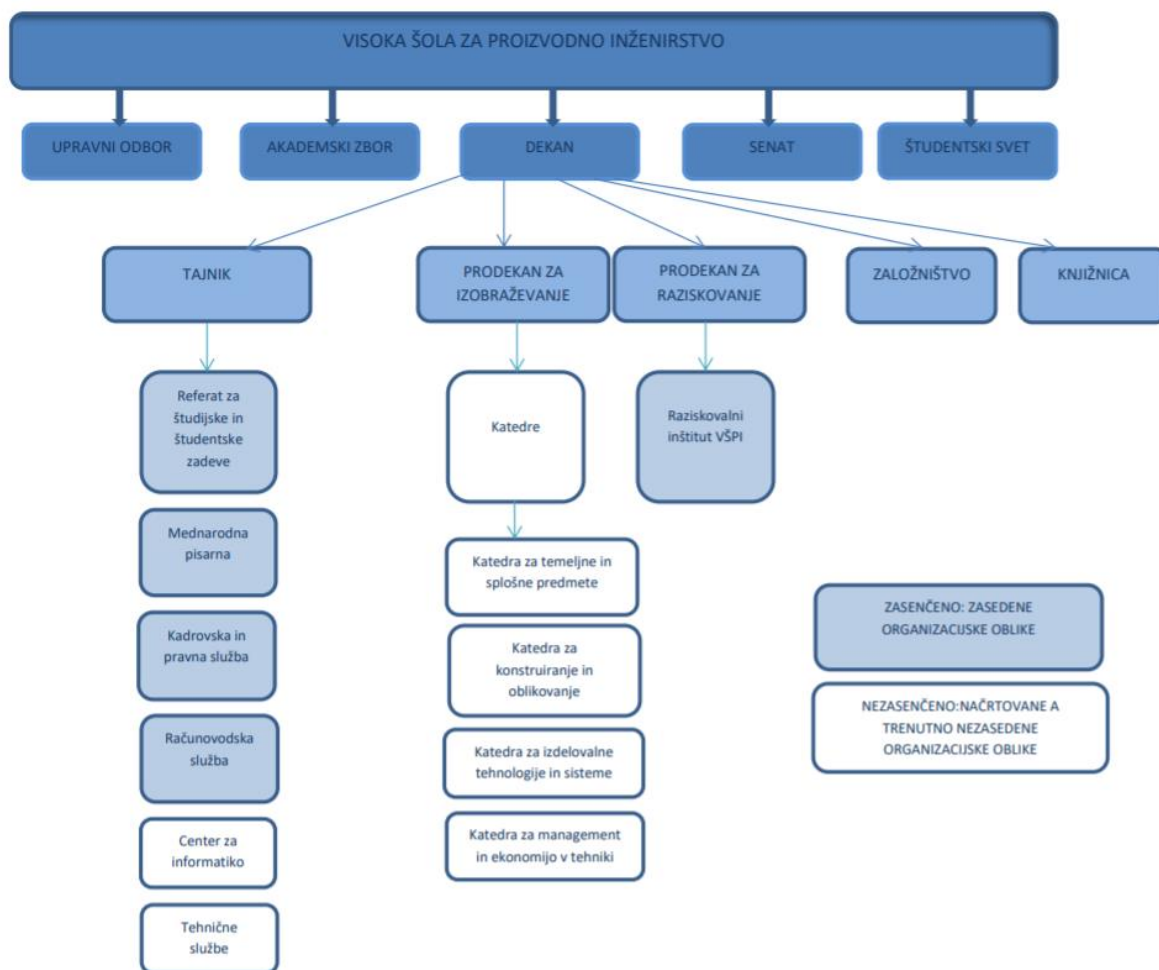 VISOKA ŠOLA ZA PROIZVODNO INŽENIRSTVO
UPRAVNI ODBOR
AKADEMSKI ZBOR
DEKAN
SENAT
ŠTUDENTSKI SVET
TAJNIK
PRODEKAN ZA
IZOBRAŽEVANJE
PRODEKAN ZA
RAZISKOVANJE
ZALOŽNIŠTVO
KNJIŽNICA
Referat za
študijske in
študentske
zadeve
Katedre
Raziskovalni
inštitut VŠPI
Mednarodna
pisarna
Kadrovska in
pravna služba
Računovodska
služba
Center za
informatiko
Tehnične
službe
Katedra za temeljne in
splošne predmete
Katedra za
konstruiranje in
oblikovanje
Katedra za izdelovalne
tehnologije in sisteme
Katedra za management
in ekonomijo v tehniki
ZASENČENO: ZASEDENE
ORGANIZACIJSKE OBLIKE
NEZASENČENO:NAČRTOVANE A
TRENUTNO NEZASEDENE
ORGANIZACIJSKE OBLIKE